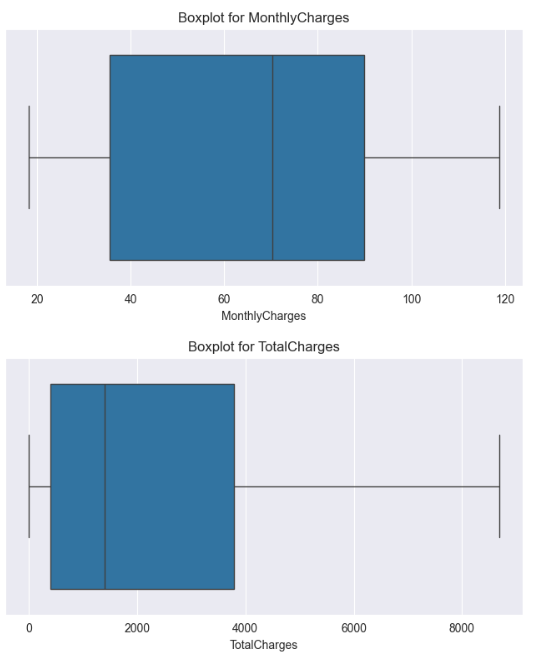 Boxplot for MonthlyCharges
20 40 60 80 100 120
MonthlyCharges
Boxplot for TotalCharges
0 2000 4000 6000 8000
TotalCharges